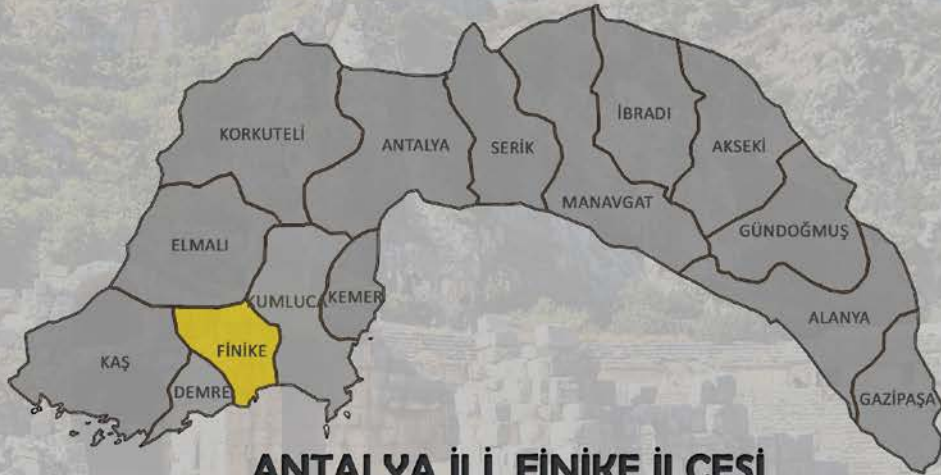 İBRADI
KORKUTELİ
ANTALYA
SERİK
AKSEKİ
MANAVGAT
GÜNDOĞMUŞ
ELMALI
KUMLUCA
KEMER
ALANYA
FİNİKE
KAŞ
DEMRE
GAZİPAŞA
ANTALYA İLİ, FİNİKE İLÇESİ